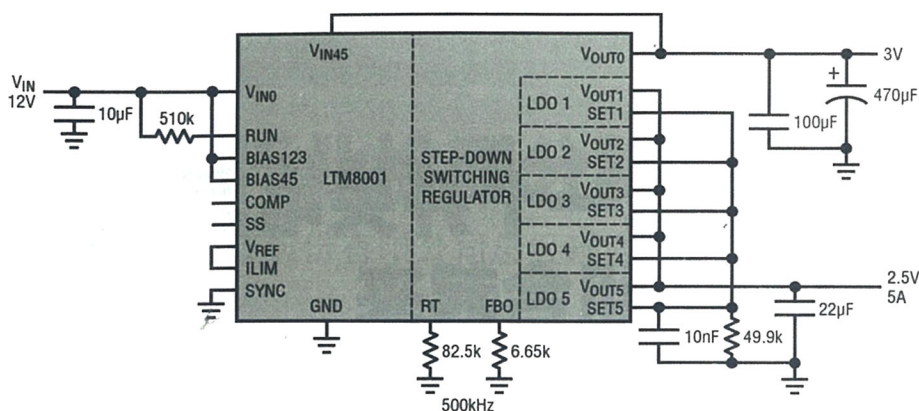 VIN45
VOUT0
3V
VIN
12V
10µF
VIN0
510k
RUN
BIAS123
BIAS45
COMP
SS
VREF
ILIM
SYNC
GND
LTM8001
STEP-DOWN
SWITCHING
REGULATOR
RT
FBO
LDO 1
VOUT1
SET1
LDO 2
VOUT2
SET2
LDO 3
VOUT3
SET3
LDO 4
VOUT4
SET4
LDO 5
VOUT5
SET5
100µF
+
470µF
2.5V
5A
22µF
10nF
49.9k
82.5k
6.65k
500kHz